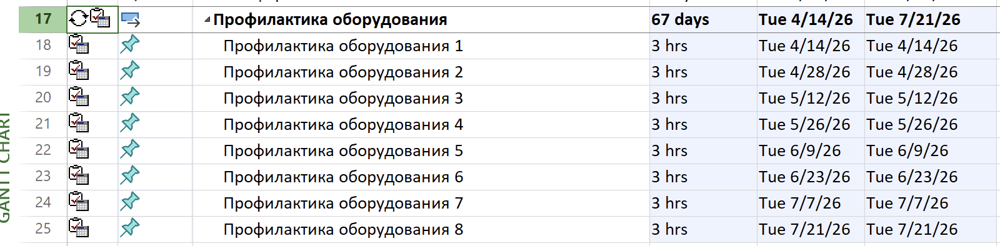 17 Профилактика оборудования 67 days Tue 4/14/26 Tue 7/21/26
18 Профилактика оборудования 1 3 hrs Tue 4/14/26 Tue 4/14/26
19 Профилактика оборудования 2 3 hrs Tue 4/28/26 Tue 4/28/26
20 Профилактика оборудования 3 3 hrs Tue 5/12/26 Tue 5/12/26
21 Профилактика оборудования 4 3 hrs Tue 5/26/26 Tue 5/26/26
22 Профилактика оборудования 5 3 hrs Tue 6/9/26 Tue 6/9/26
23 Профилактика оборудования 6 3 hrs Tue 6/23/26 Tue 6/23/26
24 Профилактика оборудования 7 3 hrs Tue 7/7/26 Tue 7/7/26
25 Профилактика оборудования 8 3 hrs Tue 7/21/26 Tue 7/21/26
GANTT CHART